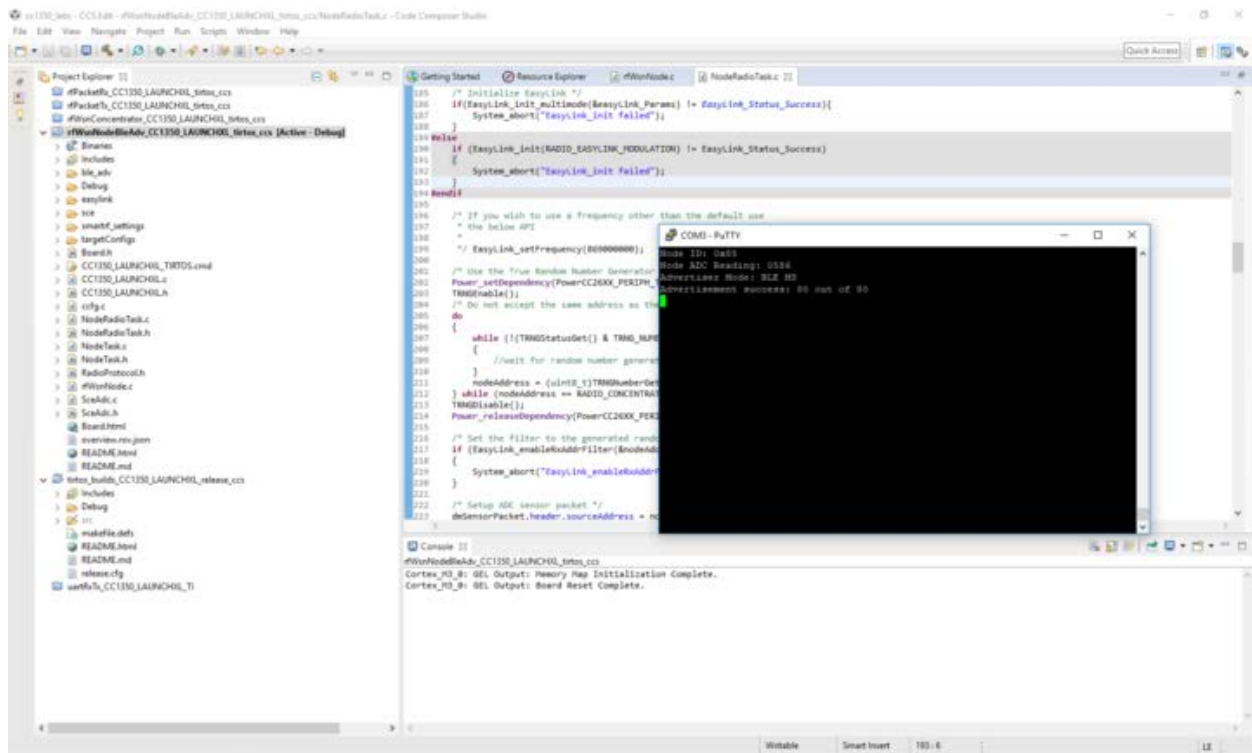 cc1350_labs - CCS Edit - rfWsnNodeBleAdv_CC1350_LAUNCHXL_tirtos_ccs/NodeRadioTask.c - Code Composer Studio
File Edit View Navigate Project Run Scripts Window Help
Quick Access
Project Explorer
rfPacketRx_CC1350_LAUNCHXL_tirtos_ccs
rfPacketTx_CC1350_LAUNCHXL_tirtos_ccs
rfWsnConcentrator_CC1350_LAUNCHXL_tirtos_ccs
rfWsnNodeBleAdv_CC1350_LAUNCHXL_tirtos_ccs [Active - Debug]
Binaries
Includes
ble_adv
Debug
easylink
sce
smartrf_settings
targetConfigs
Board.h
CC1350_LAUNCHXL_TIRTOS.cmd
CC1350_LAUNCHXL.c
CC1350_LAUNCHXL.h
ccfg.c
NodeRadioTask.c
NodeRadioTask.h
NodeTask.c
NodeTask.h
RadioProtocol.h
rfWsnNode.c
SceAdc.c
SceAdc.h
Board.html
overview.rov.json
README.html
README.md
tirtos_builds_CC1350_LAUNCHXL_release_ccs
Includes
Debug
src
makefile.defs
README.html
README.md
release.cfg
uartRxTx_CC1350_LAUNCHXL_TI
Getting Started Resource Explorer rfWsnNode.c NodeRadioTask.c
185 /* Initialize EasyLink */
186 if(EasyLink_init_multimode(&easyLink_Params) != EasyLink_Status_Success){
187 System_abort("EasyLink_init failed");
188 }
189 #else
190 if (EasyLink_init(RADIO_EASYLINK_MODULATION) != EasyLink_Status_Success)
191 {
192 System_abort("EasyLink_init failed");
193 }
194 #endif
195
196 /* If you wish to use a frequency other than the default use
197 * the below API
198 *
199 */ EasyLink_setFrequency(869000000);
200
201 /* Use the True Random Number Generator
202 Power_setDependency(PowerCC26XX_PERIPH_T
203 TRNGEnable();
204 /* Do not accept the same address as the
205 do
206 {
207 while (!(TRNGStatusGet() & TRNG_NUMB
208 {
209 //wait for random number generat
210 }
211 nodeAddress = (uint8_t)TRNGNumberGet
212 } while (nodeAddress == RADIO_CONCENTRAT
213 TRNGDisable();
214 Power_releaseDependency(PowerCC26XX_PERI
215
216 /* Set the filter to the generated rando
217 if (EasyLink_enableRxAddrFilter(&nodeAdd
218 {
219 System_abort("EasyLink_enableRxAddrF
220 }
221
222 /* Setup ADC sensor packet */
223 dmSensorPacket.header.sourceAddress = no
COM3 - PuTTY
Node ID: 0x85
Node ADC Reading: 0586
Advertiser Mode: BLE MS
Advertisement success: 80 out of 80
Console
rfWsnNodeBleAdv_CC1350_LAUNCHXL_tirtos_ccs
Cortex_M3_0: GEL Output: Memory Map Initialization Complete.
Cortex_M3_0: GEL Output: Board Reset Complete.
Writable Smart Insert 193 : 6 LE